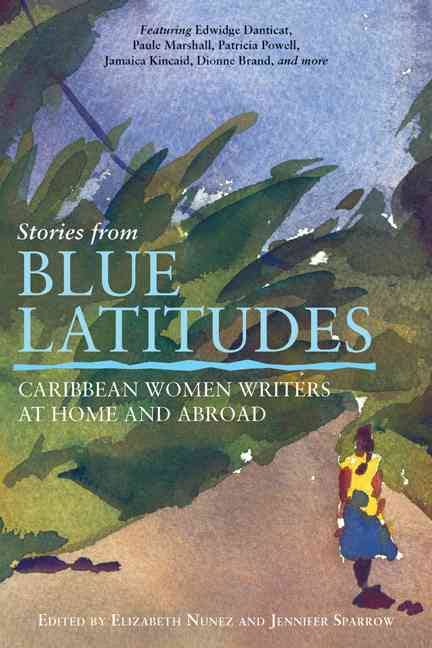 Featuring Edwidge Danticat,
Paule Marshall, Patricia Powell,
Jamaica Kincaid, Dionne Brand, and more
Stories from
BLUE
LATITUDES
CARIBBEAN WOMEN WRITERS
AT HOME AND ABROAD
EDITED BY ELIZABETH NUNEZ AND JENNIFER SPARROW